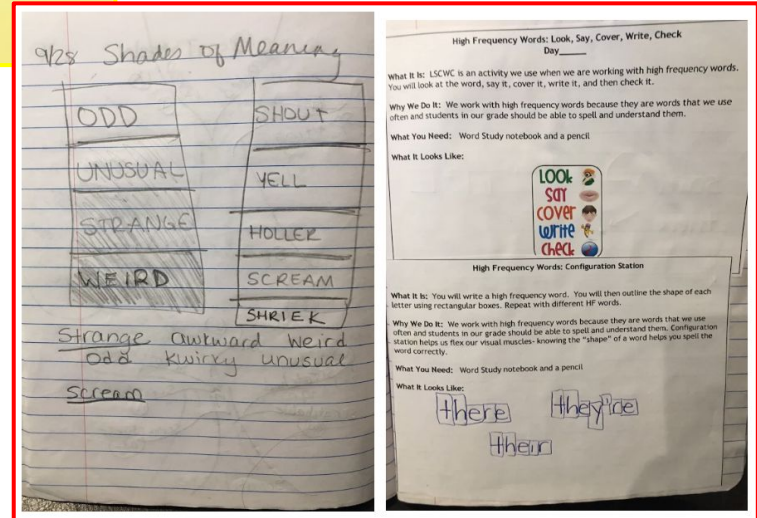 9/28 Shades of Meaning
ODD
UNUSUAL
STRANGE
WEIRD
SHOUT
YELL
HOLLER
SCREAM
SHRIEK
Strange awkward Weird
Odd kwirky unusual
Scream
High Frequency Words: Look, Say, Cover, Write, Check
Day_____
What It Is: LSCWC is an activity we use when we are working with high frequency words.
You will look at the word, say it, cover it, write it, and then check it.
Why We Do It: We work with high frequency words because they are words that we use
often and students in our grade should be able to spell and understand them.
What You Need: Word Study notebook and a pencil
What It Looks Like:
LOOK
SAY
COVER
write
CHeck
High Frequency Words: Configuration Station
What It Is: You will write a high frequency word. You will then outline the shape of each
letter using rectangular boxes. Repeat with different HF words.
Why We Do It: We work with high frequency words because they are words that we use
often and students in our grade should be able to spell and understand them. Configuration
station helps us flex our visual muscles- knowing the "shape" of a word helps you spell the
word correctly.
What You Need: Word Study notebook and a pencil
What It Looks Like:
there they're
their